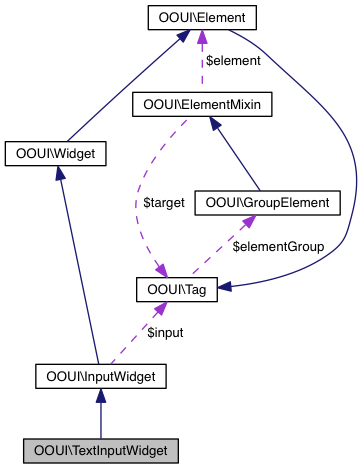 OOUI\Element
$element
OOUI\ElementMixin
OOUI\Widget
$target
OOUI\GroupElement
$elementGroup
OOUI\Tag
$input
OOUI\InputWidget
OOUI\TextInputWidget